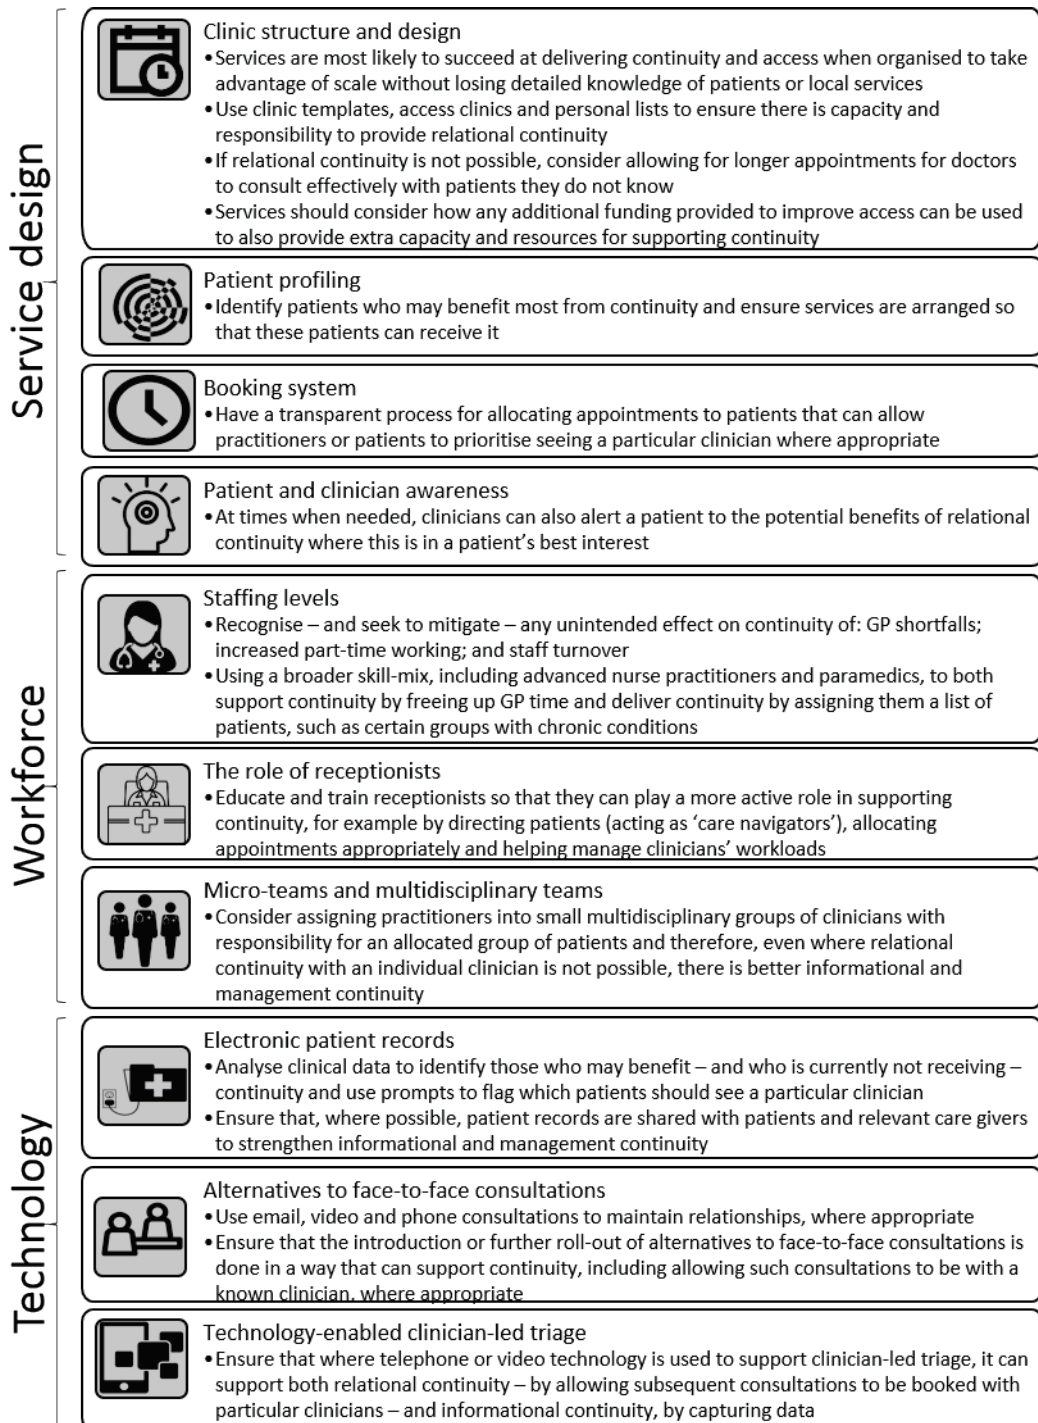 Service design
Clinic structure and design
•Services are most likely to succeed at delivering continuity and access when organised to take
advantage of scale without losing detailed knowledge of patients or local services
•Use clinic templates, access clinics and personal lists to ensure there is capacity and
responsibility to provide relational continuity
•If relational continuity is not possible, consider allowing for longer appointments for doctors
to consult effectively with patients they do not know
•Services should consider how any additional funding provided to improve access can be used
to also provide extra capacity and resources for supporting continuity
Patient profiling
•Identify patients who may benefit most from continuity and ensure services are arranged so
that these patients can receive it
Booking system
•Have a transparent process for allocating appointments to patients that can allow
practitioners or patients to prioritise seeing a particular clinician where appropriate
Patient and clinician awareness
•At times when needed, clinicians can also alert a patient to the potential benefits of relational
continuity where this is in a patient’s best interest
Workforce
Staffing levels
•Recognise – and seek to mitigate – any unintended effect on continuity of: GP shortfalls;
increased part-time working; and staff turnover
•Using a broader skill-mix, including advanced nurse practitioners and paramedics, to both
support continuity by freeing up GP time and deliver continuity by assigning them a list of
patients, such as certain groups with chronic conditions
The role of receptionists
•Educate and train receptionists so that they can play a more active role in supporting
continuity, for example by directing patients (acting as ‘care navigators’), allocating
appointments appropriately and helping manage clinicians’ workloads
Micro-teams and multidisciplinary teams
•Consider assigning practitioners into small multidisciplinary groups of clinicians with
responsibility for an allocated group of patients and therefore, even where relational
continuity with an individual clinician is not possible, there is better informational and
management continuity
Technology
Electronic patient records
•Analyse clinical data to identify those who may benefit – and who is currently not receiving –
continuity and use prompts to flag which patients should see a particular clinician
•Ensure that, where possible, patient records are shared with patients and relevant care givers
to strengthen informational and management continuity
Alternatives to face-to-face consultations
•Use email, video and phone consultations to maintain relationships, where appropriate
•Ensure that the introduction or further roll-out of alternatives to face-to-face consultations is
done in a way that can support continuity, including allowing such consultations to be with a
known clinician, where appropriate
Technology-enabled clinician-led triage
•Ensure that where telephone or video technology is used to support clinician-led triage, it can
support both relational continuity – by allowing subsequent consultations to be booked with
particular clinicians – and informational continuity, by capturing data